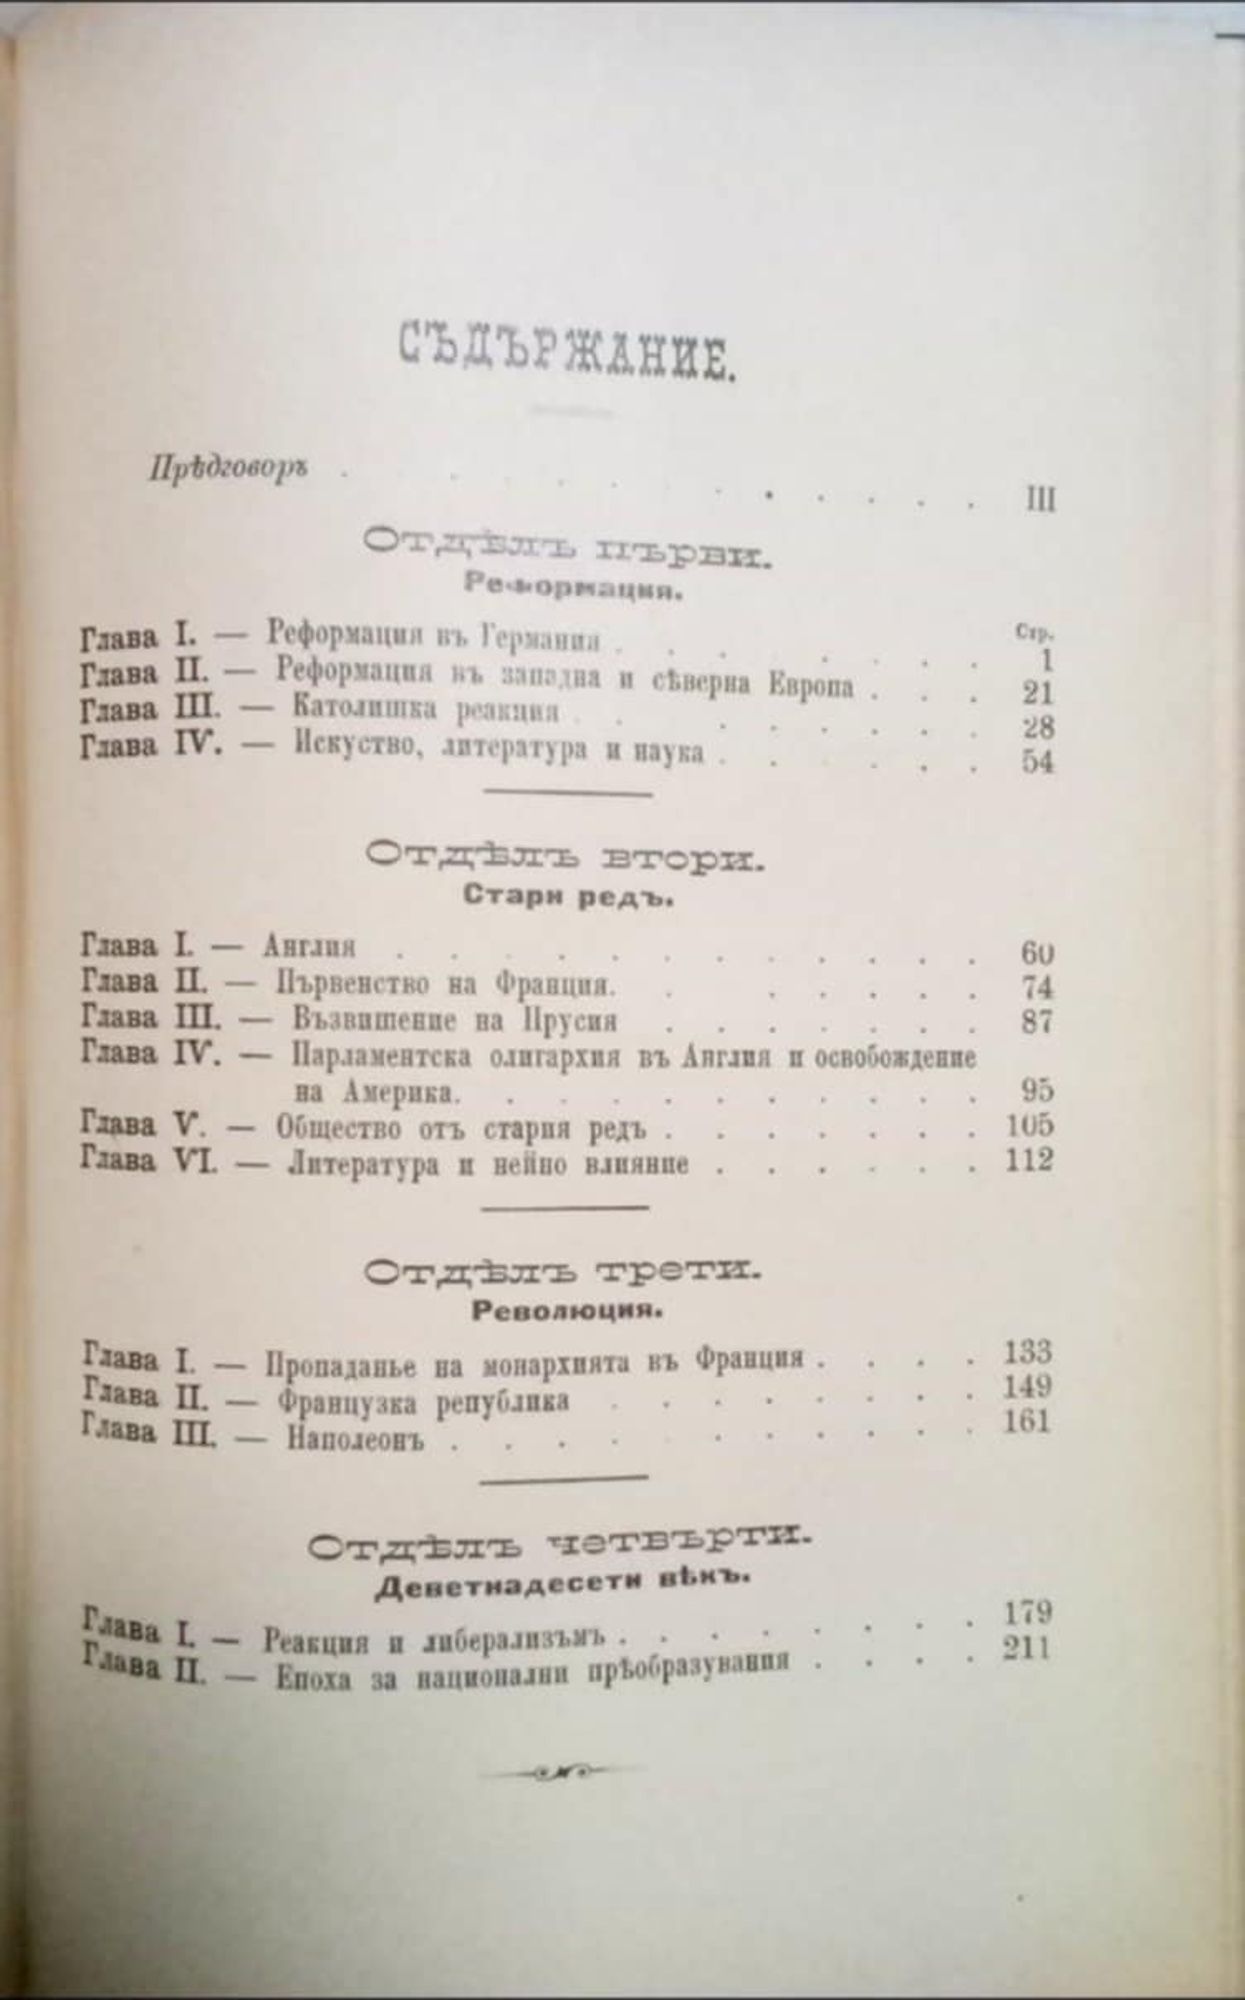 СЪДЪРЖАНИЕ.
Прѣдговоръ . . . . . . . . . . . III
Отдѣлъ първи.
Реформация.
Стр.
Глава I. — Реформация въ Германия . . . . . . . 1
Глава II. — Реформация въ западна и сѣверна Европа . . . 21
Глава III. — Католишка реакция . . . . . . . . 28
Глава IV. — Искуство, литература и наука . . . . . . 54
Отдѣлъ втори.
Стари редъ.
Глава I. — Англия . . . . . . . . . . . 60
Глава II. — Първенство на Франция. . . . . . . 74
Глава III. — Възвишение на Прусия . . . . . . . 87
Глава IV. — Парламентска олигархия въ Англия и освобождение
на Америка. . . . . . . . . . . 95
Глава V. — Общество отъ стария редъ . . . . . . . 105
Глава VI. — Литература и нейно влияние . . . . . . 112
Отдѣлъ трети.
Революция.
Глава I. — Пропаданье на монархията въ Франция . . . . 133
Глава II. — Французка република . . . . . . . . 149
Глава III. — Наполеонъ . . . . . . . . . . 161
Отдѣлъ четвърти.
Деветнадесети вѣкъ.
Глава I. — Реакция и либерализъмъ . . . . . . . . 179
Глава II. — Епоха за национални прѣобразувания . . . . 211